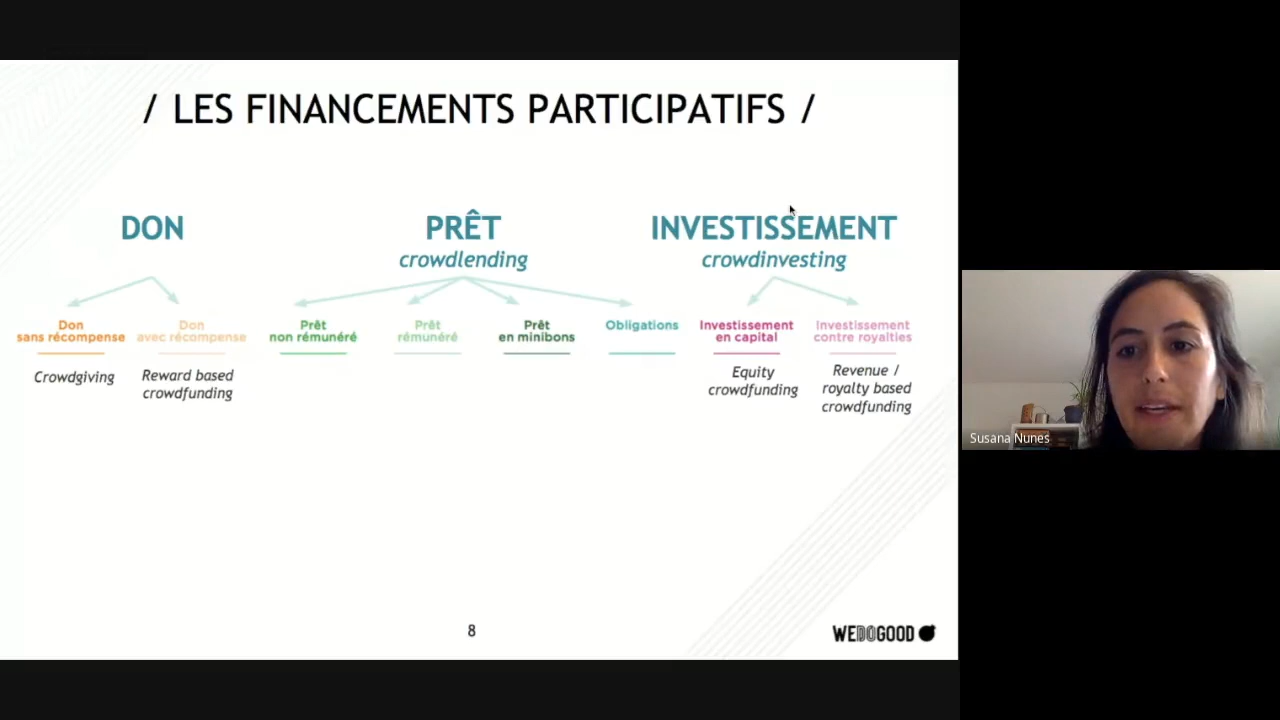 / LES FINANCEMENTS PARTICIPATIFS /
DON
PRÊT
crowdlending
INVESTISSEMENT
crowdinvesting
Don
sans récompense
Crowdgiving
Don
avec récompense
Reward based
crowdfunding
Prêt
non rémunéré
Prêt
rémunéré
Prêt
en minibons
Obligations
Investissement
en capital
Equity
crowdfunding
Investissement
contre royalties
Revenue /
royalty based
crowdfunding
8
WEDOGOOD
Susana Nunes